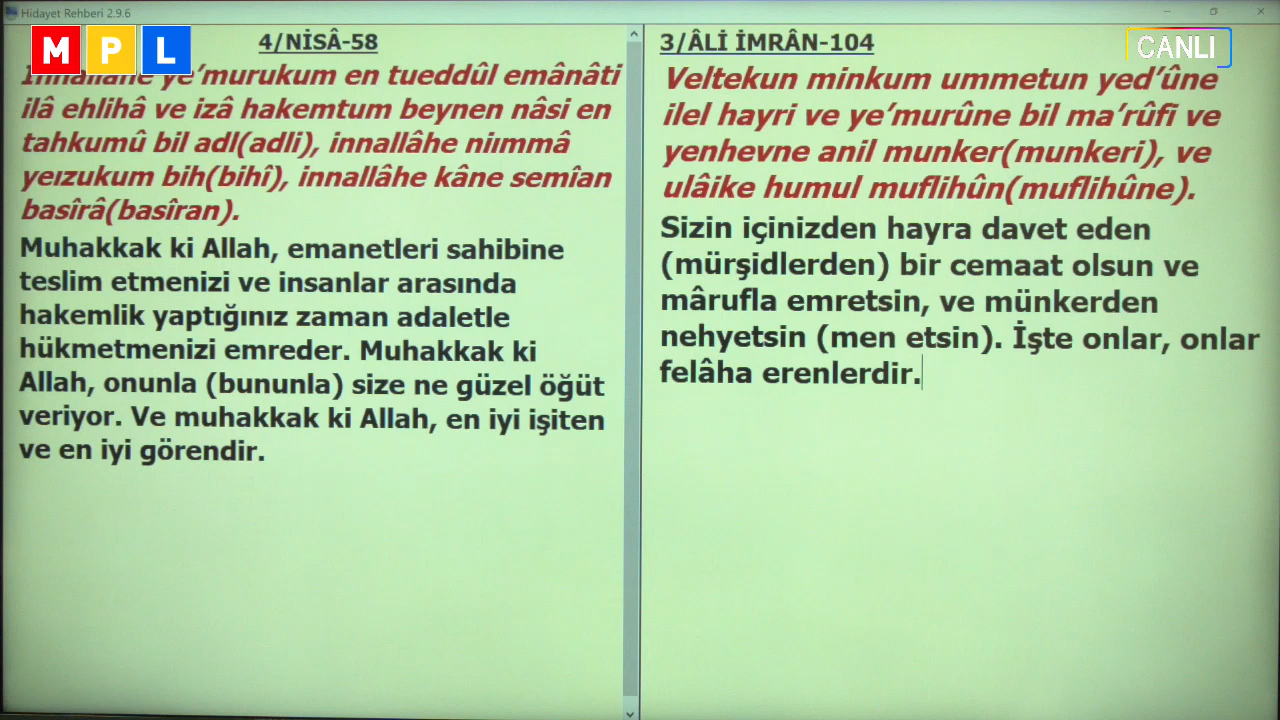 Hidayet Rehberi 2.9.6
MPL
CANLI
4/NİSÂ-58
İnnallâhe ye’murukum en tueddûl emânâti
ilâ ehlihâ ve izâ hakemtum beynen nâsi en
tahkumû bil adl(adli), innallâhe niımmâ
yeızukum bih(bihî), innallâhe kâne semîan
basîrâ(basîran).
Muhakkak ki Allah, emanetleri sahibine
teslim etmenizi ve insanlar arasında
hakemlik yaptığınız zaman adaletle
hükmetmenizi emreder. Muhakkak ki
Allah, onunla (bununla) size ne güzel öğüt
veriyor. Ve muhakkak ki Allah, en iyi işiten
ve en iyi görendir.
3/ÂLİ İMRÂN-104
Veltekun minkum ummetun yed’ûne
ilel hayri ve ye’murûne bil ma’rûfi ve
yenhevne anil munker(munkeri), ve
ulâike humul muflihûn(muflihûne).
Sizin içinizden hayra davet eden
(mürşidlerden) bir cemaat olsun ve
mârufla emretsin, ve münkerden
nehyetsin (men etsin). İşte onlar, onlar
felâha erenlerdir.